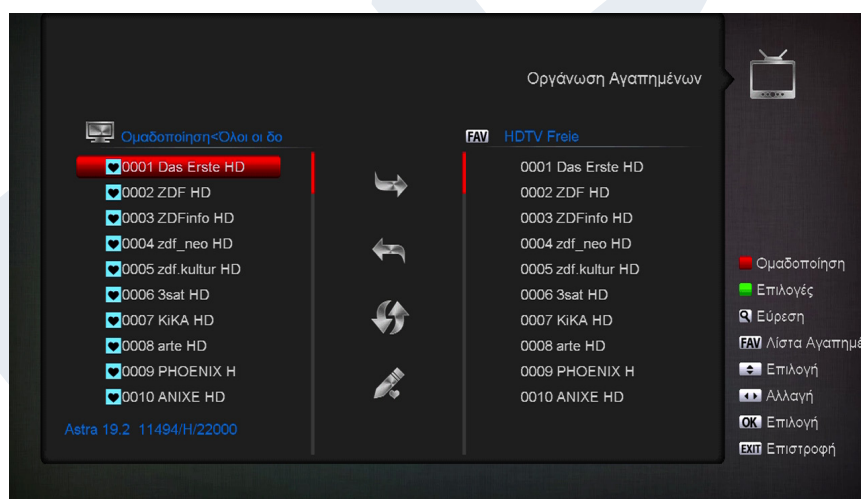 Οργάνωση Αγαπημένων
Ομαδοποίηση<Όλοι οι δο
0001 Das Erste HD
0002 ZDF HD
0003 ZDFinfo HD
0004 zdf_neo HD
0005 zdf.kultur HD
0006 3sat HD
0007 KiKA HD
0008 arte HD
0009 PHOENIX H
0010 ANIXE HD
Astra 19.2 11494/H/22000
FAV HDTV Freie
0001 Das Erste HD
0002 ZDF HD
0003 ZDFinfo HD
0004 zdf_neo HD
0005 zdf.kultur HD
0006 3sat HD
0007 KiKA HD
0008 arte HD
0009 PHOENIX H
0010 ANIXE HD
Ομαδοποίηση
Επιλογές
Εύρεση
FAV Λίστα Αγαπημέ
Επιλογή
Αλλαγή
OK Επιλογή
EXIT Επιστροφή